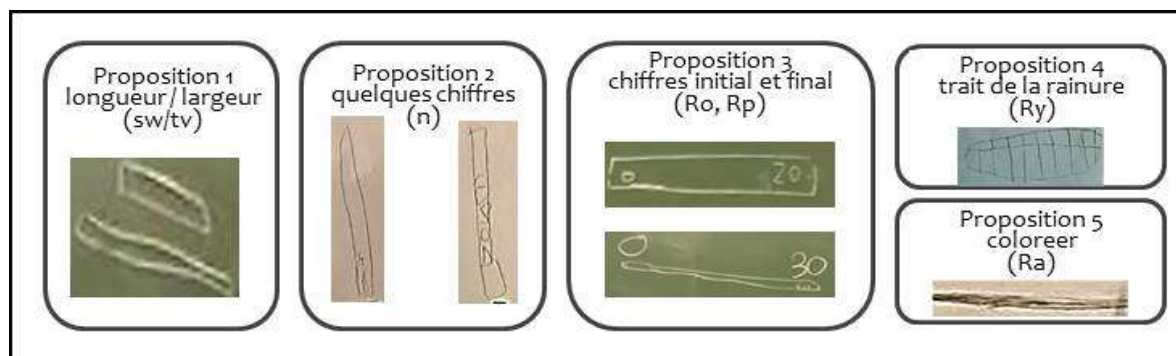 Proposition 1
longueur/largeur
(sw/tv)
Proposition 2
quelques chiffres
(n)
Proposition 3
chiffres initial et final
(Ro, Rp)
0
20
0
30
Proposition 4
trait de la rainure
(Ry)
Proposition 5
coloreer
(Ra)